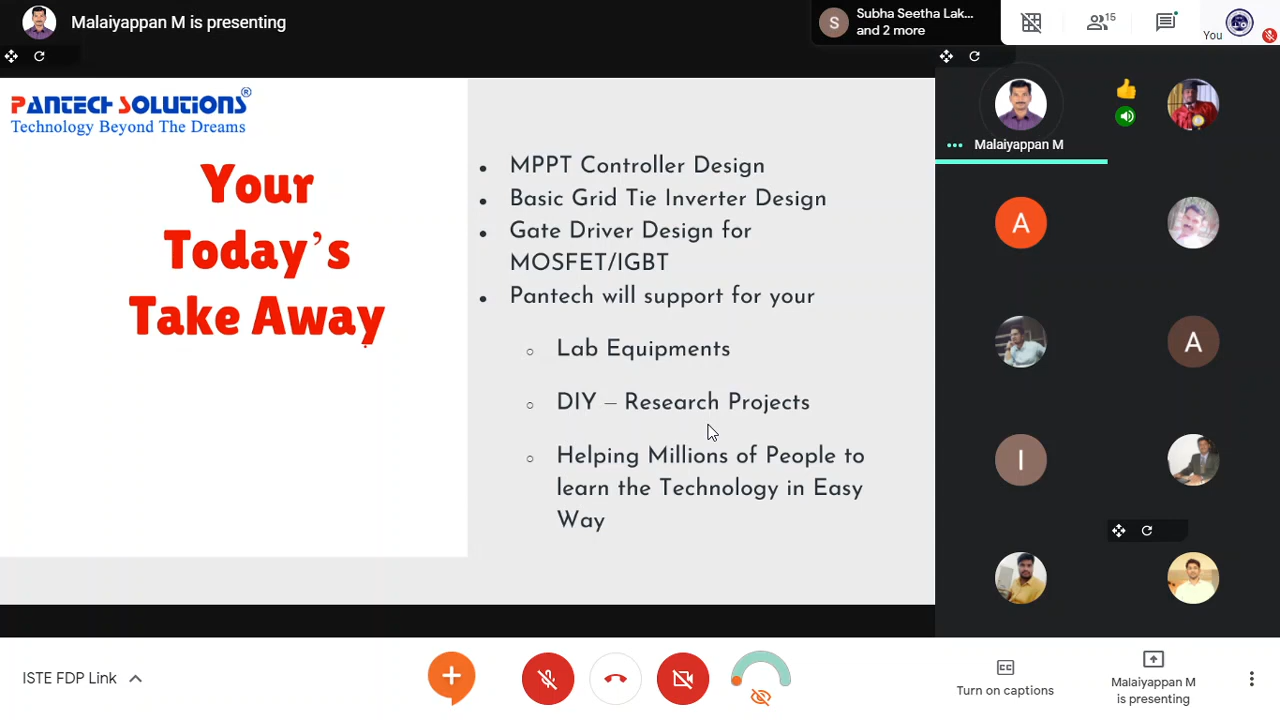 Malaiyappan M is presenting
Subha Seetha Lak...
and 2 more
S
15
You
PANTECH SOLUTIONS®
Technology Beyond The Dreams
Your
Today's
Take Away
• MPPT Controller Design
• Basic Grid Tie Inverter Design
• Gate Driver Design for
MOSFET/IGBT
• Pantech will support for your
○ Lab Equipments
○ DIY – Research Projects
○ Helping Millions of People to
learn the Technology in Easy
Way
Malaiyappan M
A
A
I
ISTE FDP Link
CC
Turn on captions
Malaiyappan M
is presenting